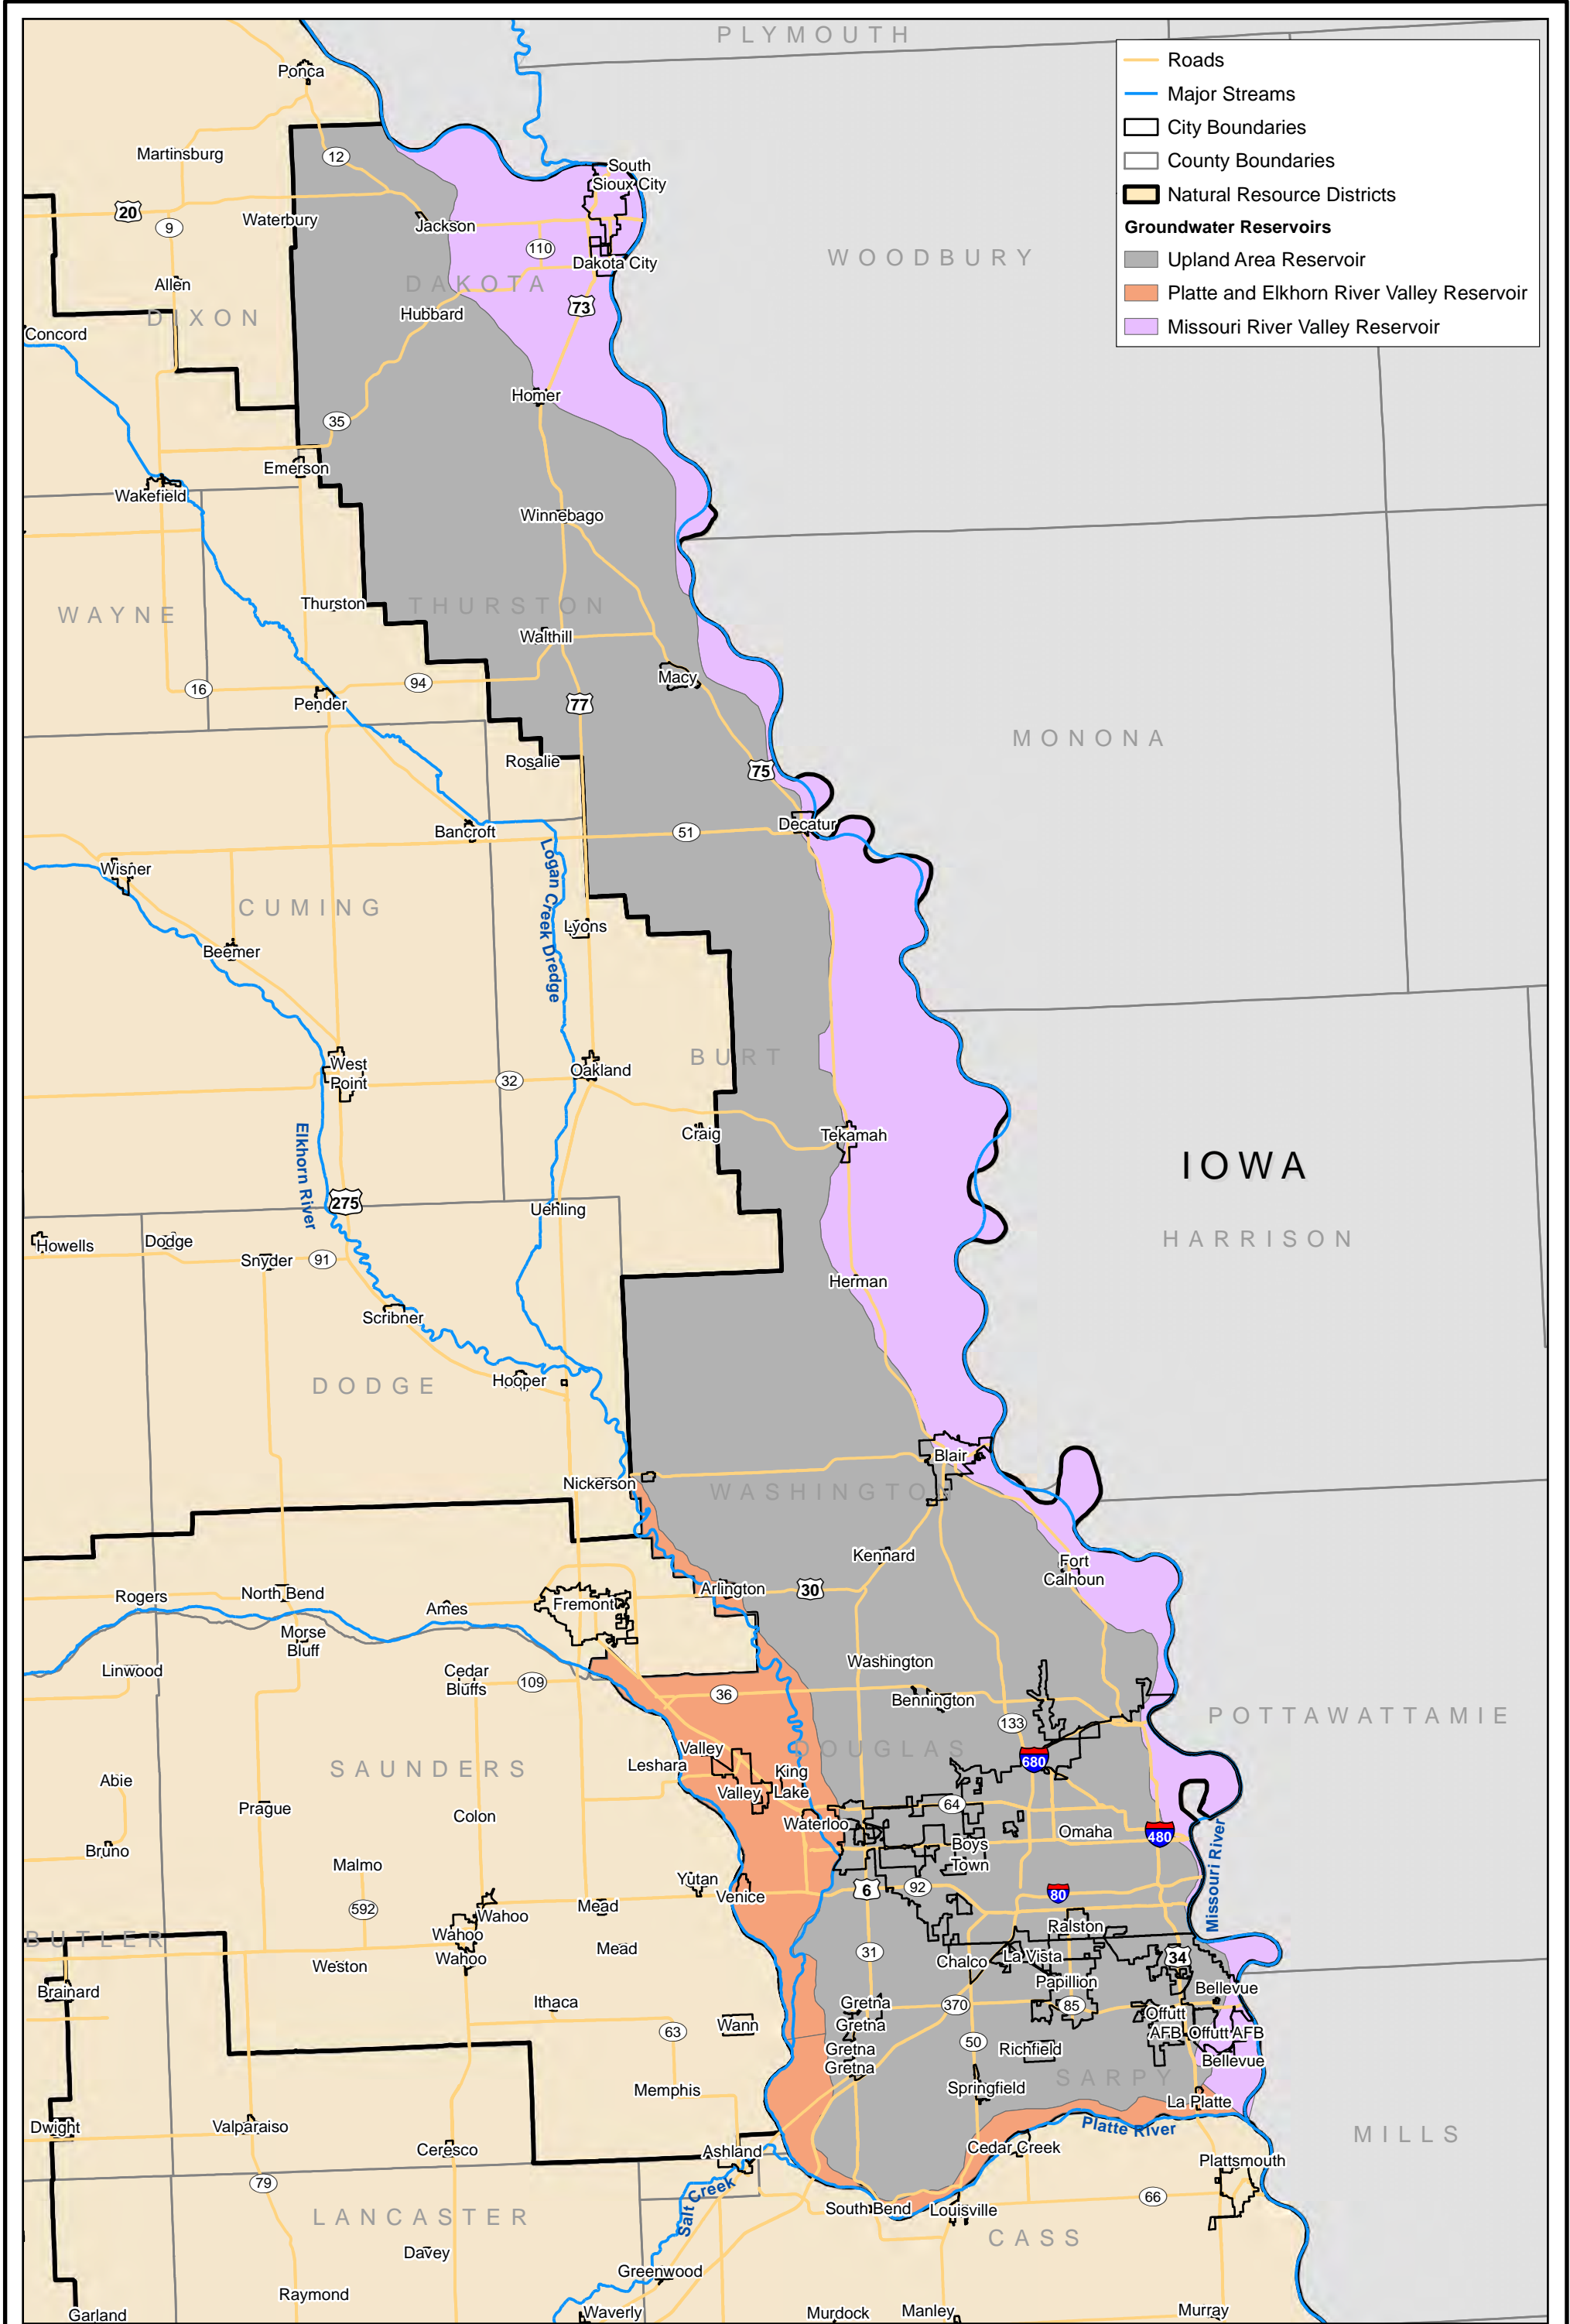 PLYMOUTH
Roads
Major Streams
City Boundaries
County Boundaries
Natural Resource Districts
Groundwater Reservoirs
Upland Area Reservoir
Platte and Elkhorn River Valley Reservoir
Missouri River Valley Reservoir
Ponca
Martinsburg
12
South
Sioux City
20
9
Waterbury
Jackson
110
Dakota City
WOODBURY
Allen
DAKOTA
DIXON
Hubbard
73
Concord
Homer
35
Emerson
Wakefield
Winnebago
WAYNE
Thurston
THURSTON
Walthill
Macy
16
94
Pender
77
MONONA
Rosalie
75
Bancroft
51
Decatur
Logan Creek Dredge
Wisner
CUMING
Lyons
Beemer
West
Point
32
Oakland
BURT
Craig
Tekamah
IOWA
Elkhorn River
275
Uehling
HARRISON
Howells
Dodge
Snyder
91
Herman
Scribner
DODGE
Hooper
Blair
Nickerson
WASHINGTON
Kennard
Fort
Calhoun
Arlington
30
Rogers
North Bend
Ames
Fremont
Morse
Bluff
Linwood
Cedar
Bluffs
109
Washington
36
Bennington
133
POTTAWATTAMIE
DOUGLAS
680
Valley
Leshara
King
Lake
SAUNDERS
Abie
Valley
Prague
Colon
64
Waterloo
Omaha
480
Boys
Town
Missouri River
Bruno
Malmo
Yutan
Venice
6
92
80
592
Mead
Wahoo
Ralston
BUTLER
Wahoo
Mead
31
Wahoo
Weston
Chalco
La Vista
34
Papillion
Bellevue
Brainard
Ithaca
Gretna
370
85
Offutt
AFB
Offutt AFB
Wann
63
Gretna
Gretna
50
Richfield
Bellevue
Gretna
SARPY
Memphis
Springfield
La Platte
Dwight
Valparaiso
Platte River
MILLS
Ceresco
Ashland
Cedar Creek
Plattsmouth
79
Salt Creek
66
LANCASTER
South Bend
Louisville
CASS
Davey
Greenwood
Raymond
Garland
Waverly
Murdock
Manley
Murray